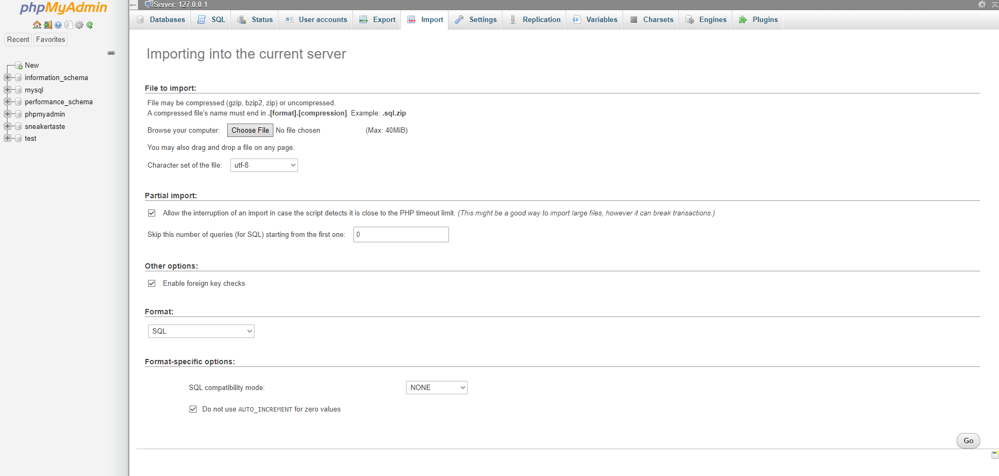 phpMyAdmin
Recent Favorites
New
information_schema
mysql
performance_schema
phpmyadmin
sneakertaste
test
Server: 127.0.0.1
Databases SQL Status User accounts Export Import Settings Replication Variables Charsets Engines Plugins
Importing into the current server
File to import:
File may be compressed (gzip, bzip2, zip) or uncompressed.
A compressed file's name must end in .[format].[compression]. Example: .sql.zip
Browse your computer: Choose File No file chosen (Max: 40MiB)
You may also drag and drop a file on any page.
Character set of the file: utf-8
Partial import:
Allow the interruption of an import in case the script detects it is close to the PHP timeout limit. (This might be a good way to import large files, however it can break transactions.)
Skip this number of queries (for SQL) starting from the first one: 0
Other options:
Enable foreign key checks
Format:
SQL
Format-specific options:
SQL compatibility mode: NONE
Do not use AUTO_INCREMENT for zero values
Go